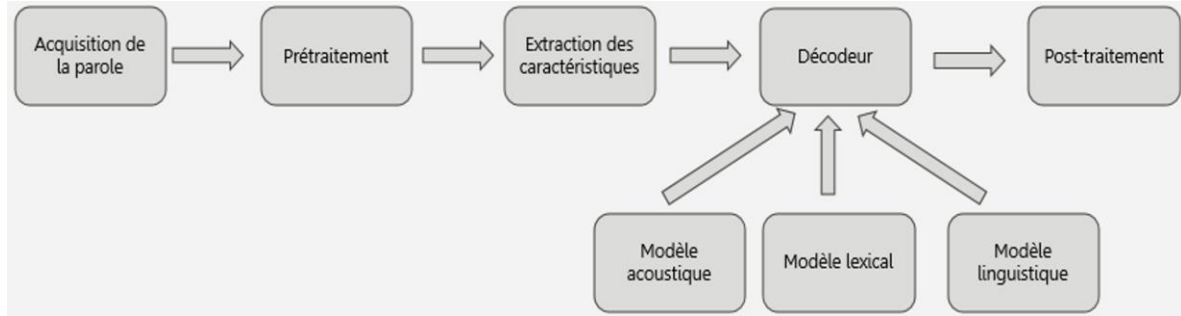 Acquisition de
la parole
Prétraitement
Extraction des
caractéristiques
Décodeur
Post-traitement
Modèle
acoustique
Modèle lexical
Modèle
linguistique